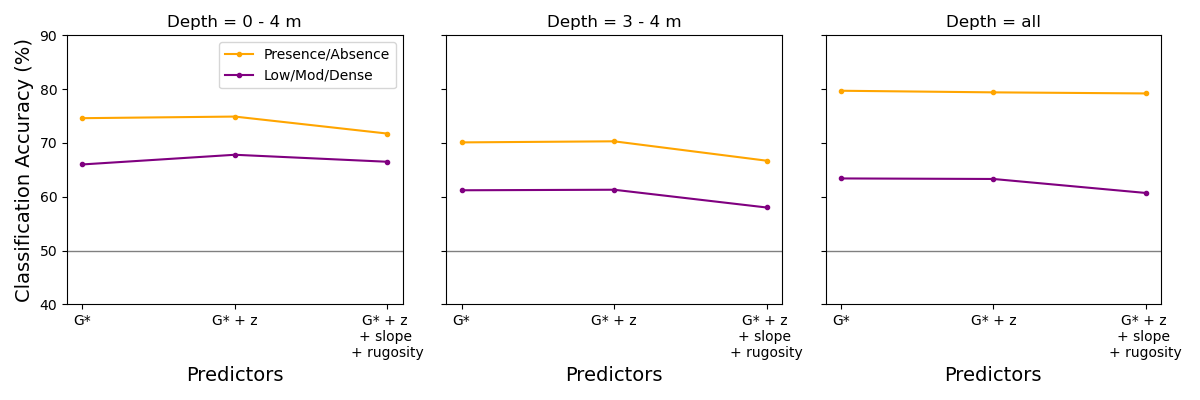 Depth = 0 - 4 m
Depth = 3 - 4 m
Depth = all
Classification Accuracy (%)
90
80
70
60
50
40
Presence/Absence
Low/Mod/Dense
G*
G* + z
G* + z
+ slope
+ rugosity
G*
G* + z
G* + z
+ slope
+ rugosity
G*
G* + z
G* + z
+ slope
+ rugosity
Predictors
Predictors
Predictors